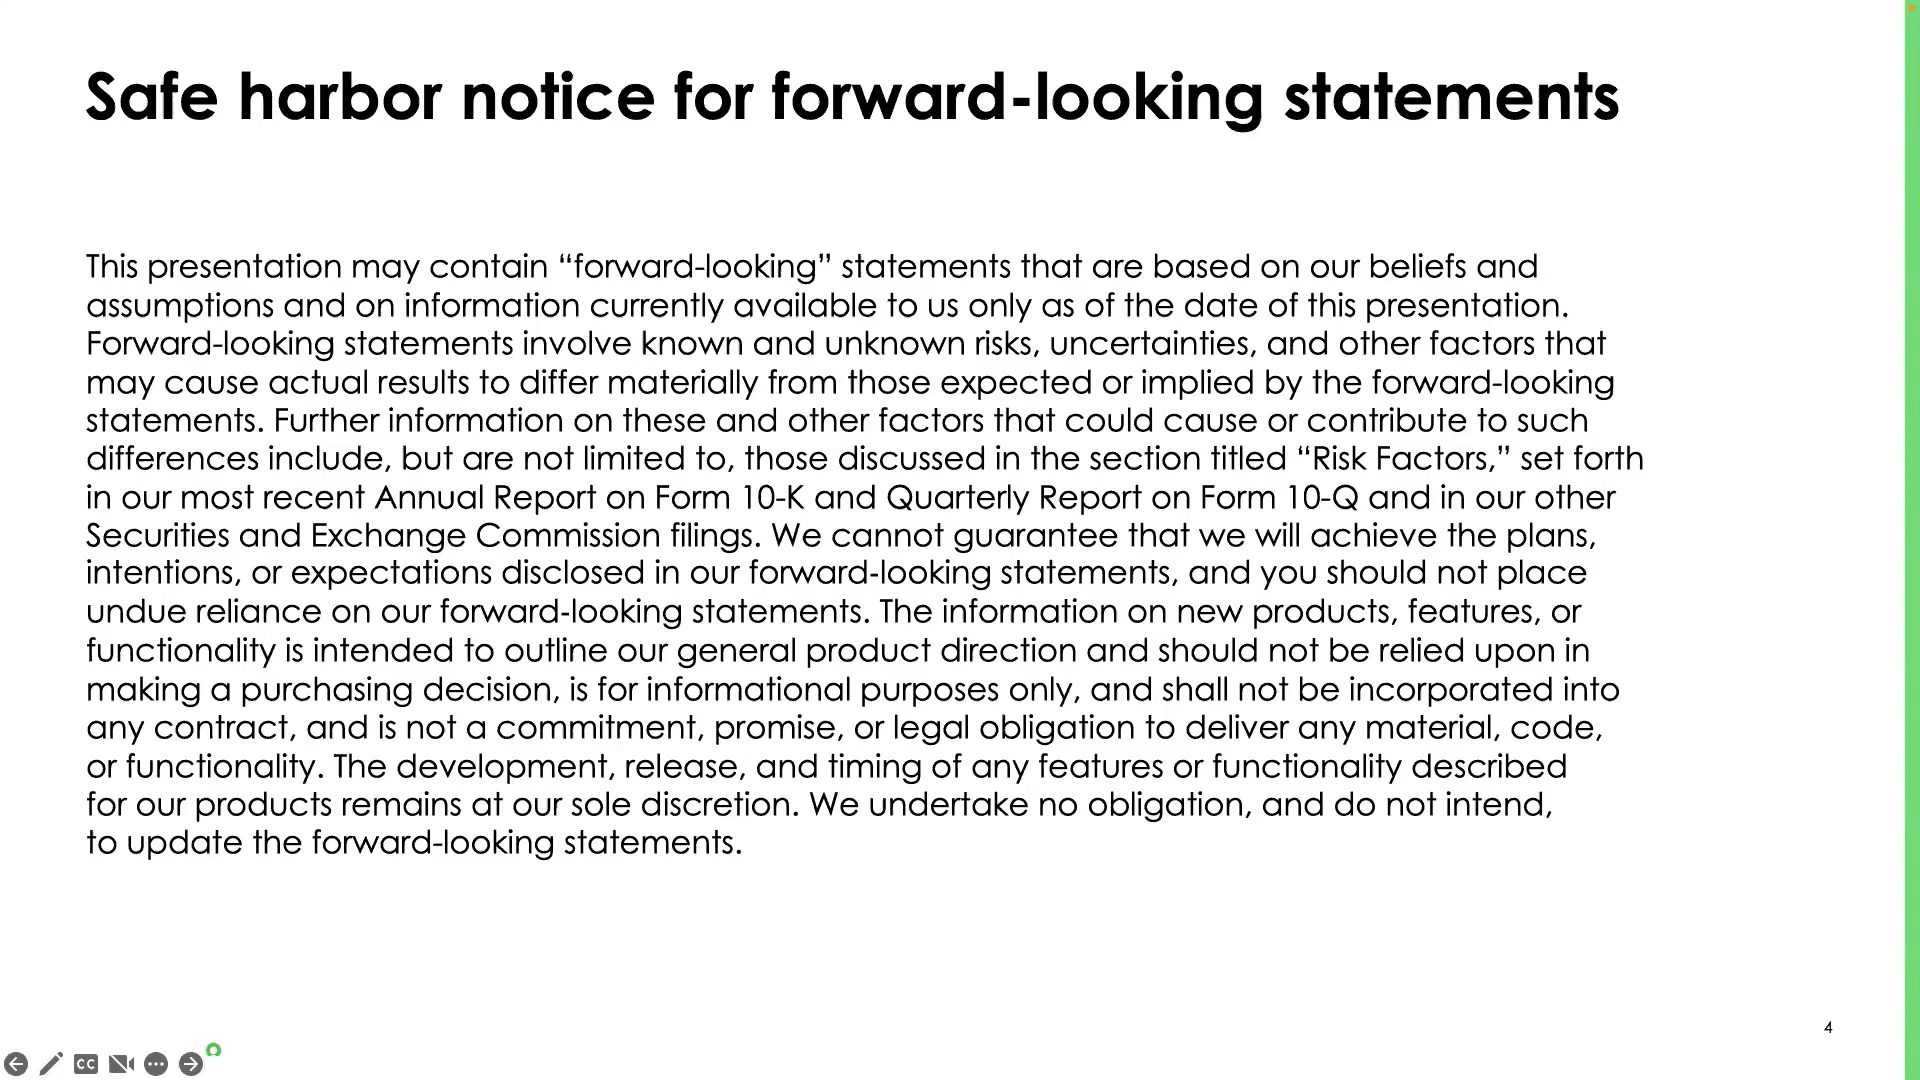 Safe harbor notice for forward-looking statements
This presentation may contain “forward-looking” statements that are based on our beliefs and
assumptions and on information currently available to us only as of the date of this presentation.
Forward-looking statements involve known and unknown risks, uncertainties, and other factors that
may cause actual results to differ materially from those expected or implied by the forward-looking
statements. Further information on these and other factors that could cause or contribute to such
differences include, but are not limited to, those discussed in the section titled “Risk Factors,” set forth
in our most recent Annual Report on Form 10-K and Quarterly Report on Form 10-Q and in our other
Securities and Exchange Commission filings. We cannot guarantee that we will achieve the plans,
intentions, or expectations disclosed in our forward-looking statements, and you should not place
undue reliance on our forward-looking statements. The information on new products, features, or
functionality is intended to outline our general product direction and should not be relied upon in
making a purchasing decision, is for informational purposes only, and shall not be incorporated into
any contract, and is not a commitment, promise, or legal obligation to deliver any material, code,
or functionality. The development, release, and timing of any features or functionality described
for our products remains at our sole discretion. We undertake no obligation, and do not intend,
to update the forward-looking statements.
4
CC